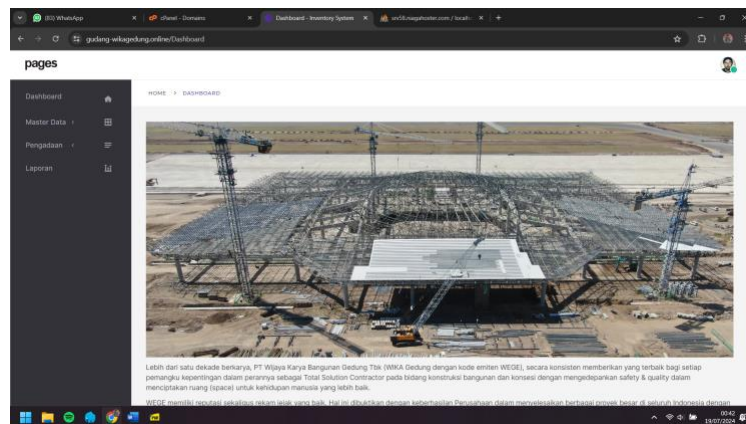 (83) WhatsApp
cPanel - Domains
Dashboard - Inventory System
gudang-wikagedung.online/Dashboard
pages
HOME > DASHBOARD
Dashboard
Master Data
Pengadaan
Laporan
Lebih dari satu dekade berkarya, PT Wijaya Karya Bangunan Gedung Tbk (WIKA Gedung dengan kode emiten WEGE), secara konsisten memberikan yang terbaik bagi setiap
pemangku kepentingan dalam perannya sebagai Total Solution Contractor pada bidang konstruksi bangunan dan konsesi dengan mengedepankan safety & quality dalam
menciptakan ruang (space) untuk kehidupan manusia yang lebih baik.
WEGE memiliki reputasi sekaligus rekam jejak yang baik. Hal ini dibuktikan dengan keberhasilan Perusahaan dalam menyelesaikan berbagai proyek besar di seluruh Indonesia dengan
00:42
19/07/2024